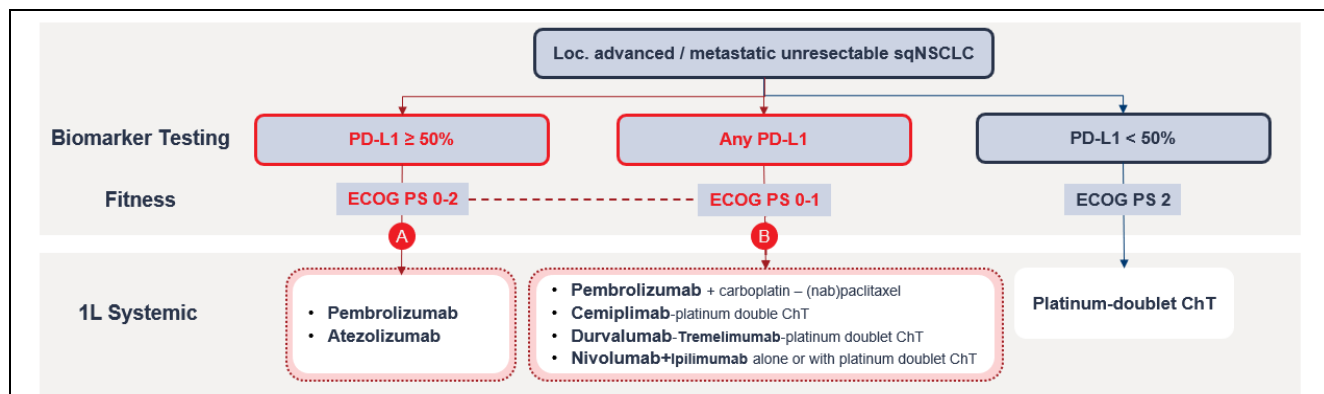 Loc. advanced / metastatic unresectable sqNSCLC
Biomarker Testing
PD-L1 ≥ 50%
Any PD-L1
PD-L1 < 50%
Fitness
ECOG PS 0-2
ECOG PS 0-1
ECOG PS 2
A
B
1L Systemic
• Pembrolizumab
• Atezolizumab
• Pembrolizumab + carboplatin – (nab)paclitaxel
• Cemiplimab-platinum double ChT
• Durvalumab-Tremelimumab-platinum doublet ChT
• Nivolumab+Ipilimumab alone or with platinum doublet ChT
Platinum-doublet ChT